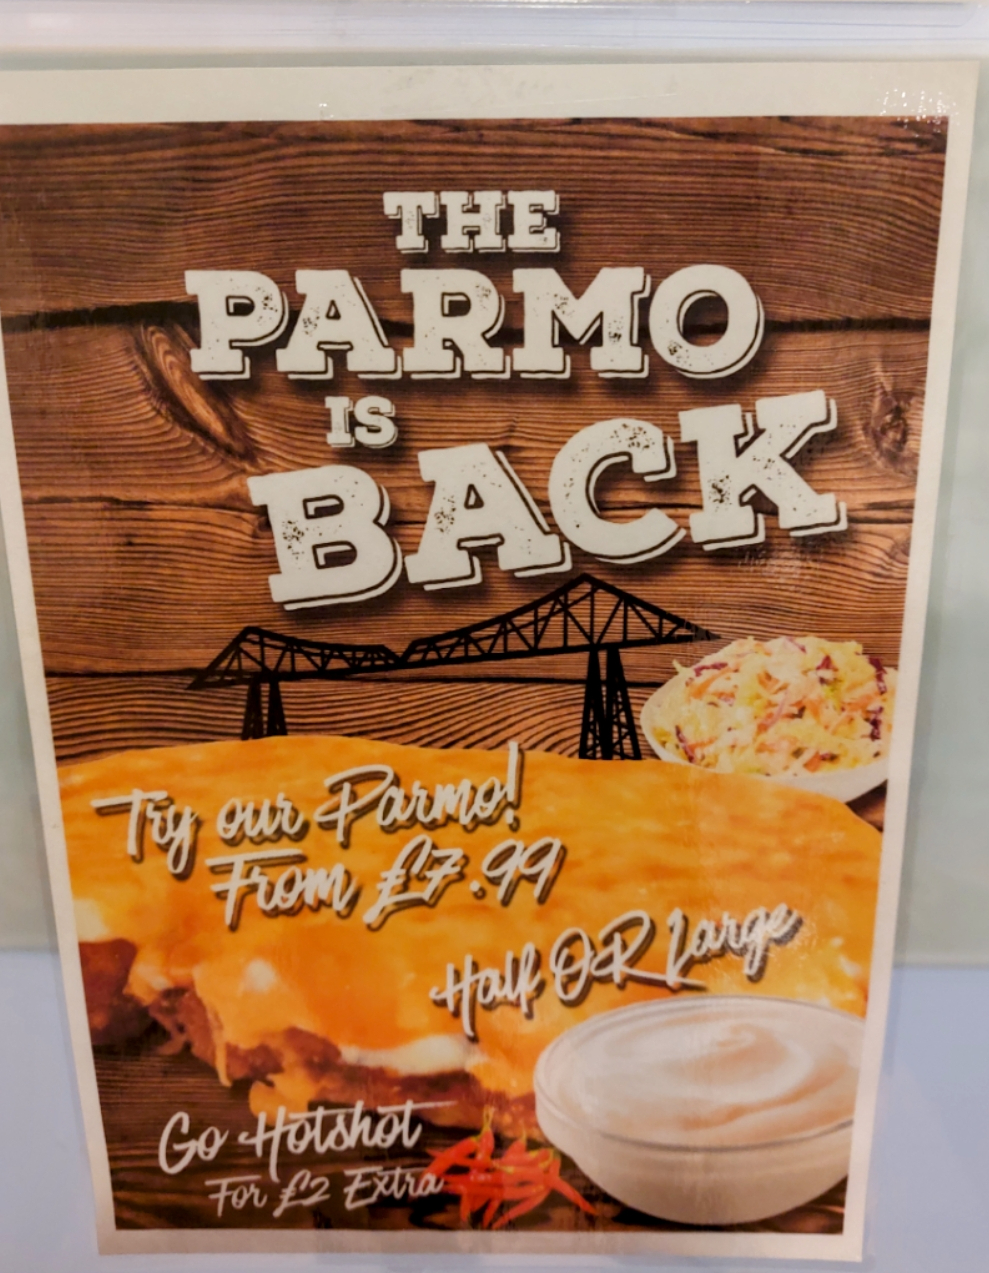 THE
PARMO
IS
BACK
Try our Parmo!
From £7.99
Half OR Large
Go Hotshot
For £2 Extra